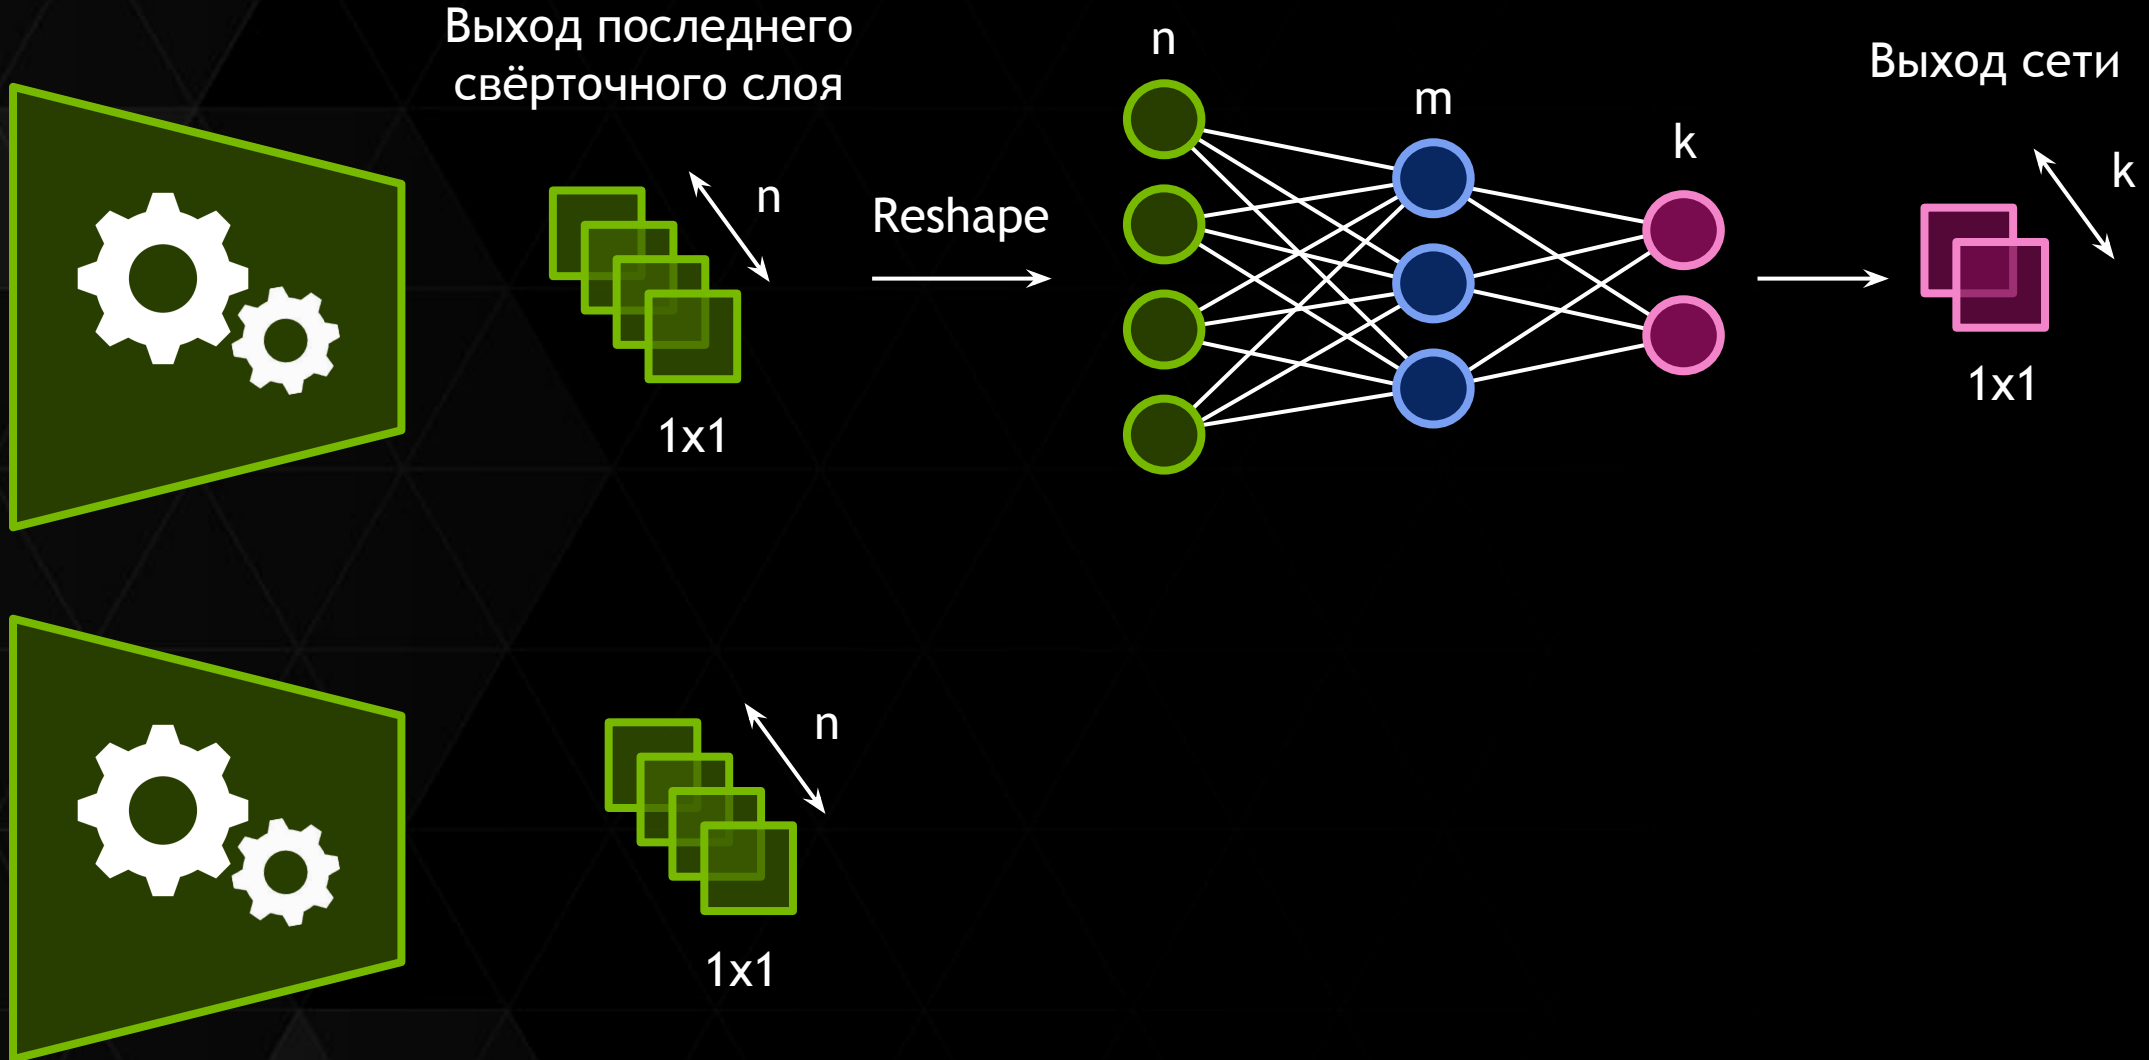 Выход последнего
свёрточного слоя
n
1x1
Reshape
n
m
k
Выход сети
k
1x1
n
1x1